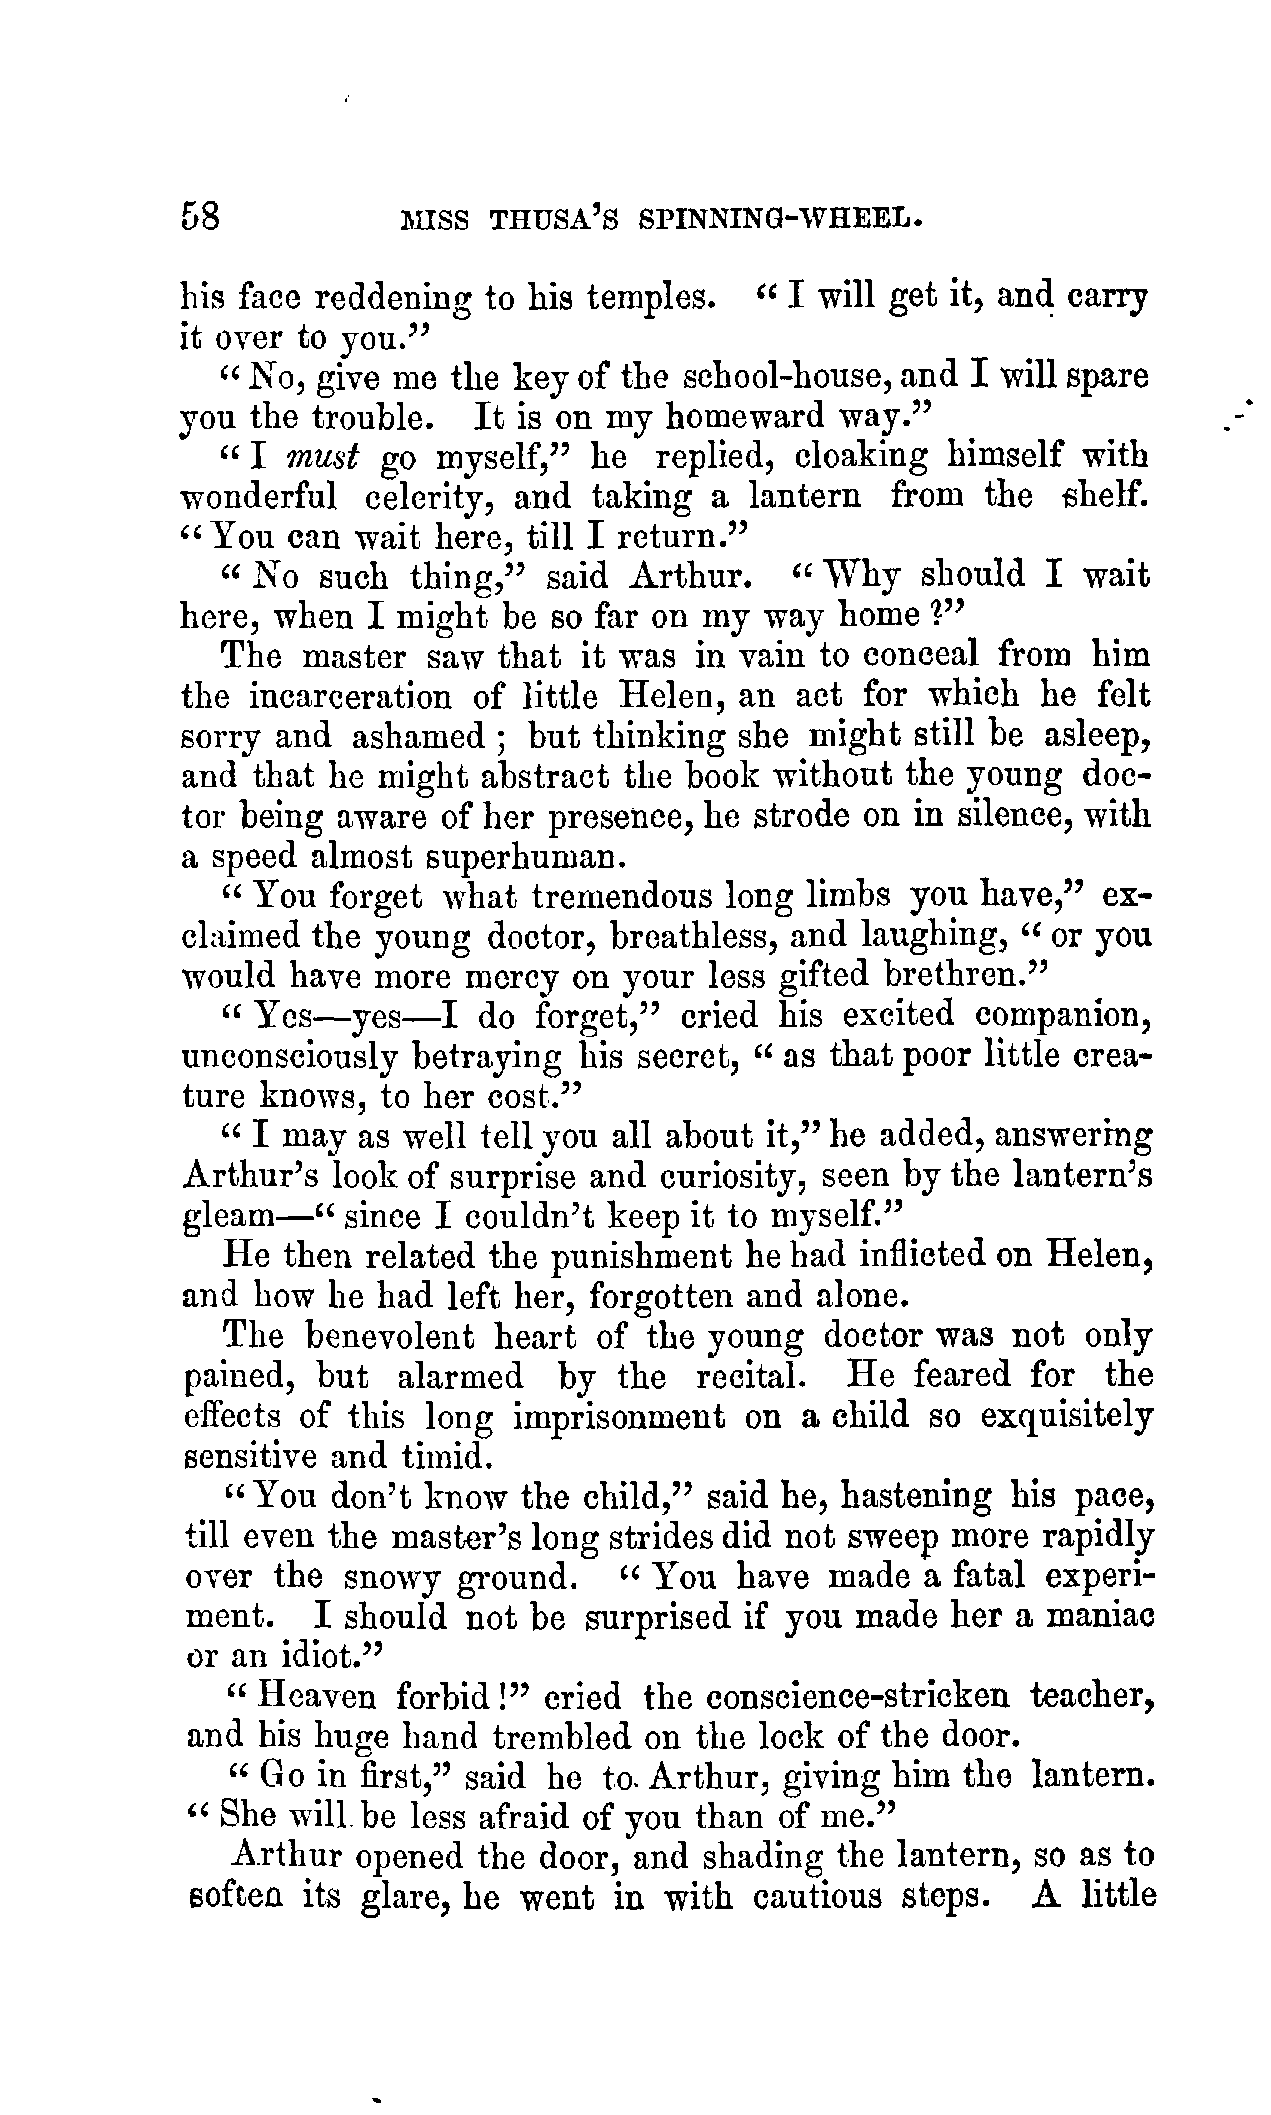 58 MISS THUSA'S SPINNING-WHEEL.
his face reddening to his temples. "I will get it, and carry
it over to you."
"No, give me the key of the school-house, and I will spare
you the trouble. It is on my homeward way."
"I must go myself," he replied, cloaking himself with
wonderful celerity, and taking a lantern from the shelf.
"You can wait here, till I return."
"No such thing," said Arthur. "Why should I wait
here, when I might be so far on my way home?"
The master saw that it was in vain to conceal from him
the incarceration of little Helen, an act for which he felt
sorry and ashamed; but thinking she might still be asleep,
and that he might abstract the book without the young doc-
tor being aware of her presence, he strode on in silence, with
a speed almost superhuman.
"You forget what tremendous long limbs you have," ex-
claimed the young doctor, breathless, and laughing, "or you
would have more mercy on your less gifted brethren."
"Yes—yes—I do forget," cried his excited companion,
unconsciously betraying his secret, "as that poor little crea-
ture knows, to her cost."
"I may as well tell you all about it," he added, answering
Arthur's look of surprise and curiosity, seen by the lantern's
gleam—"since I couldn't keep it to myself."
He then related the punishment he had inflicted on Helen,
and how he had left her, forgotten and alone.
The benevolent heart of the young doctor was not only
pained, but alarmed by the recital. He feared for the
effects of this long imprisonment on a child so exquisitely
sensitive and timid.
"You don't know the child," said he, hastening his pace,
till even the master's long strides did not sweep more rapidly
over the snowy ground. "You have made a fatal experi-
ment. I should not be surprised if you made her a maniac
or an idiot."
"Heaven forbid!" cried the conscience-stricken teacher,
and his huge hand trembled on the lock of the door.
"Go in first," said he to Arthur, giving him the lantern.
"She will be less afraid of you than of me."
Arthur opened the door, and shading the lantern, so as to
soften its glare, he went in with cautious steps. A little